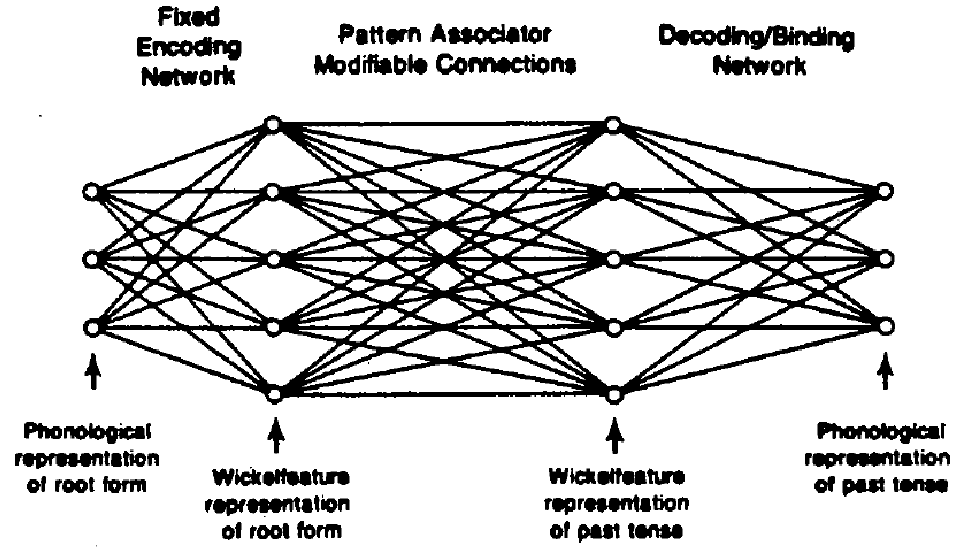 Fixed
Encoding
Network
Pattern Associator
Modifiable Connections
Decoding/Binding
Network
Phonological
representation
of root form
Wickelfeature
representation
of root form
Wickelfeature
representation
of past tense
Phonological
representation
of past tense